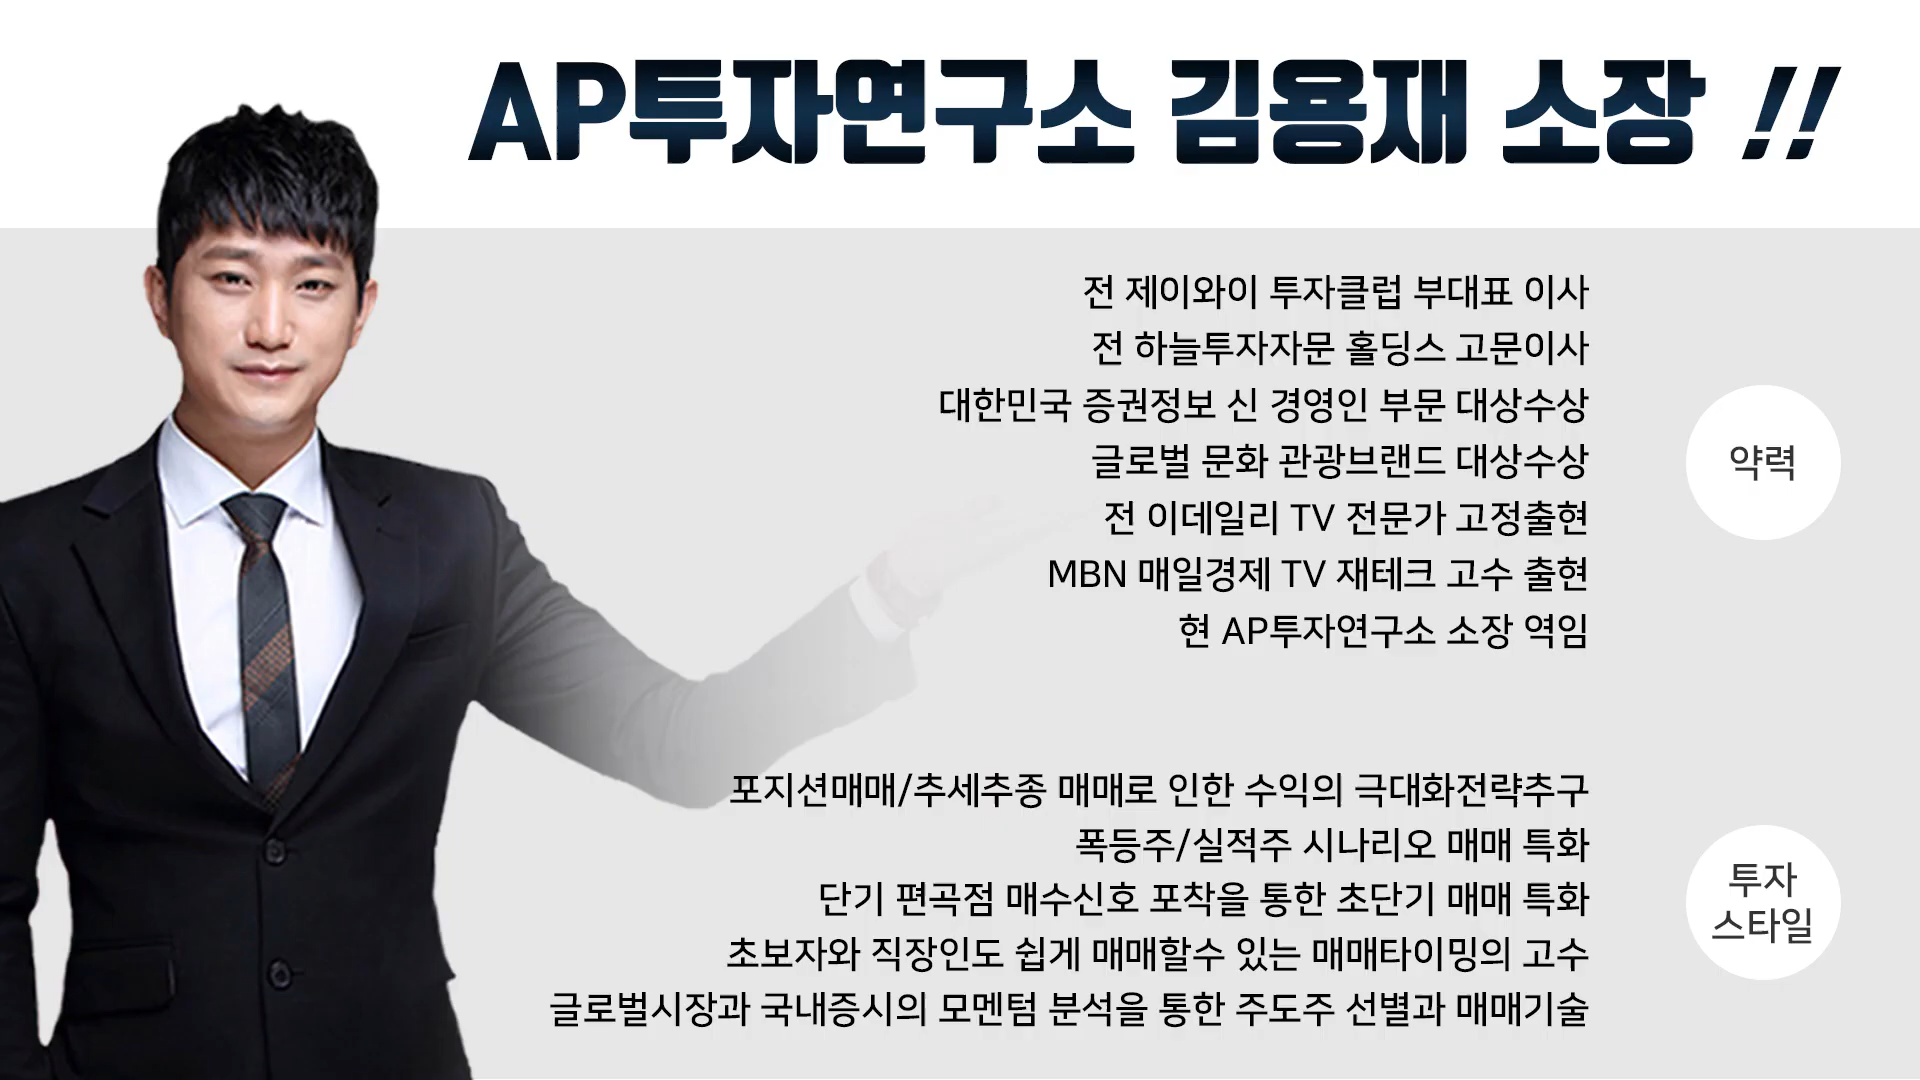 AP투자연구소 김용재 소장 !!
전 제이와이 투자클럽 부대표 이사
전 하늘투자자문 홀딩스 고문이사
대한민국 증권정보 신 경영인 부문 대상수상
글로벌 문화 관광브랜드 대상수상
전 이데일리 TV 전문가 고정출현
MBN 매일경제 TV 재테크 고수 출현
현 AP투자연구소 소장 역임
약력
포지션매매/추세추종 매매로 인한 수익의 극대화전략추구
폭등주/실적주 시나리오 매매 특화
단기 편곡점 매수신호 포착을 통한 초단기 매매 특화
초보자와 직장인도 쉽게 매매할수 있는 매매타이밍의 고수
글로벌시장과 국내증시의 모멘텀 분석을 통한 주도주 선별과 매매기술
투자
스타일